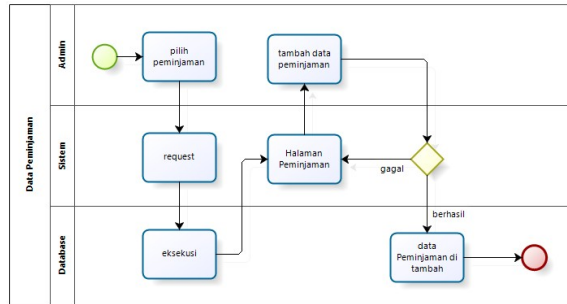 Data Peminjaman
Admin
pilih
peminjaman
tambah data
peminjaman
Sistem
request
Halaman
Peminjaman
gagal
berhasil
Database
eksekusi
data
Peminjaman di
tambah